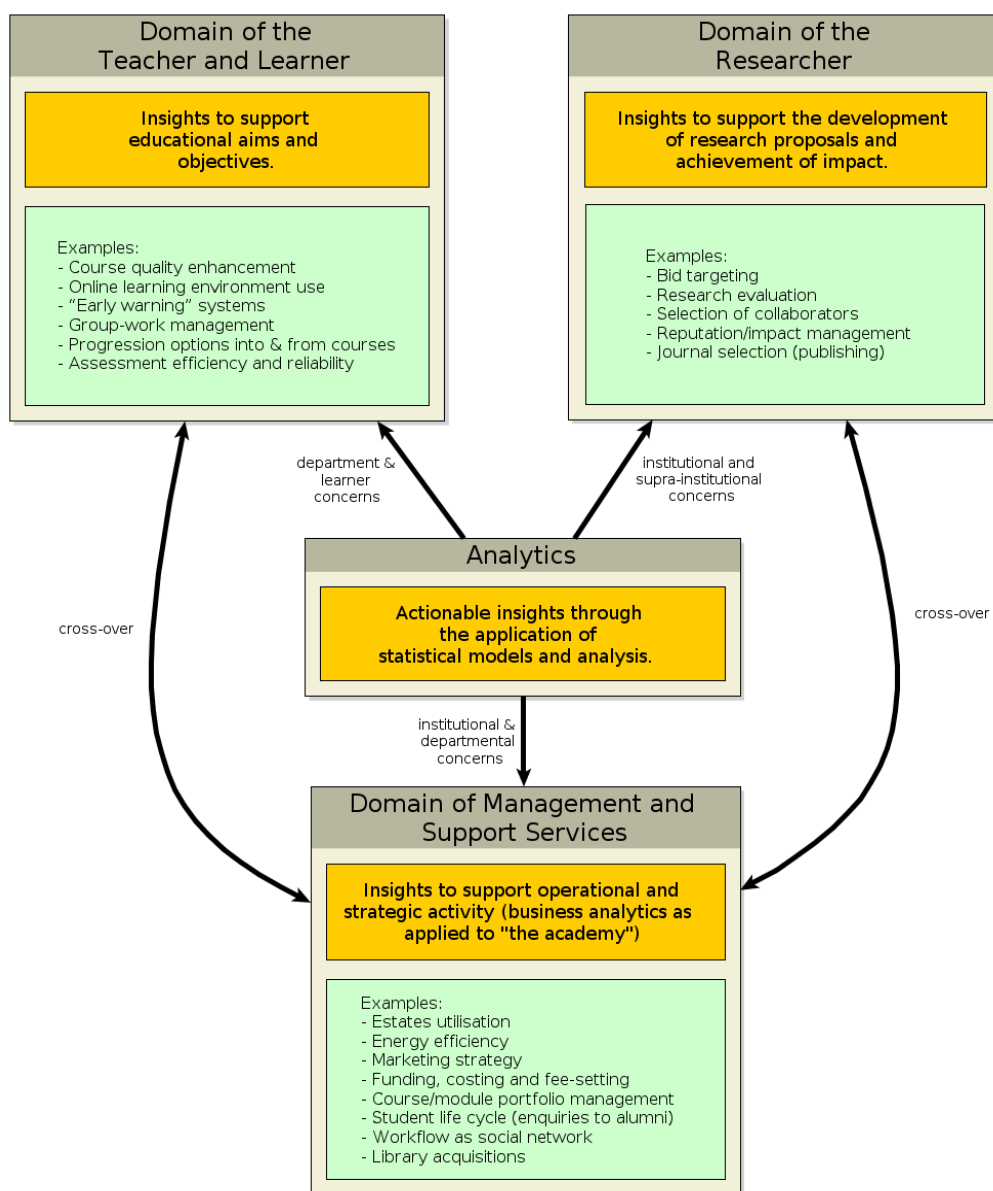 Domain of the
Teacher and Learner
Insights to support
educational aims and
objectives.
Examples:
- Course quality enhancement
- Online learning environment use
- “Early warning” systems
- Group-work management
- Progression options into & from courses
- Assessment efficiency and reliability
Domain of the
Researcher
Insights to support the development
of research proposals and
achievement of impact.
Examples:
- Bid targeting
- Research evaluation
- Selection of collaborators
- Reputation/impact management
- Journal selection (publishing)
department &
learner
concerns
institutional and
supra-institutional
concerns
Analytics
Actionable insights through
the application of
statistical models and analysis.
cross-over
cross-over
institutional &
departmental
concerns
Domain of Management and
Support Services
Insights to support operational and
strategic activity (business analytics as
applied to "the academy")
Examples:
- Estates utilisation
- Energy efficiency
- Marketing strategy
- Funding, costing and fee-setting
- Course/module portfolio management
- Student life cycle (enquiries to alumni)
- Workflow as social network
- Library acquisitions